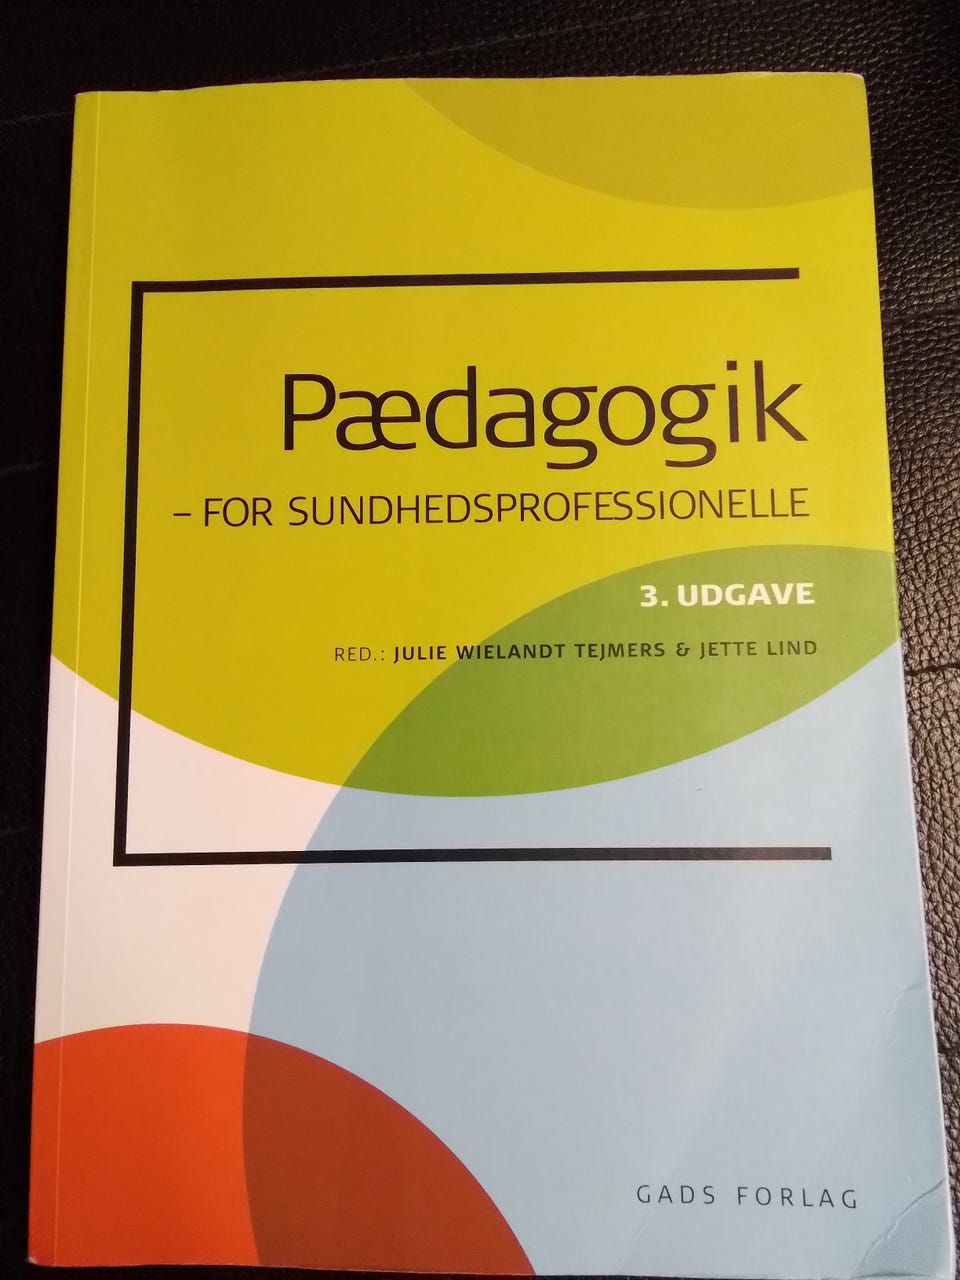 Pædagogik
– FOR SUNDHEDSPROFESSIONELLE
3. UDGAVE
RED.: JULIE WIELANDT TEJMERS & JETTE LIND
GADS FORLAG